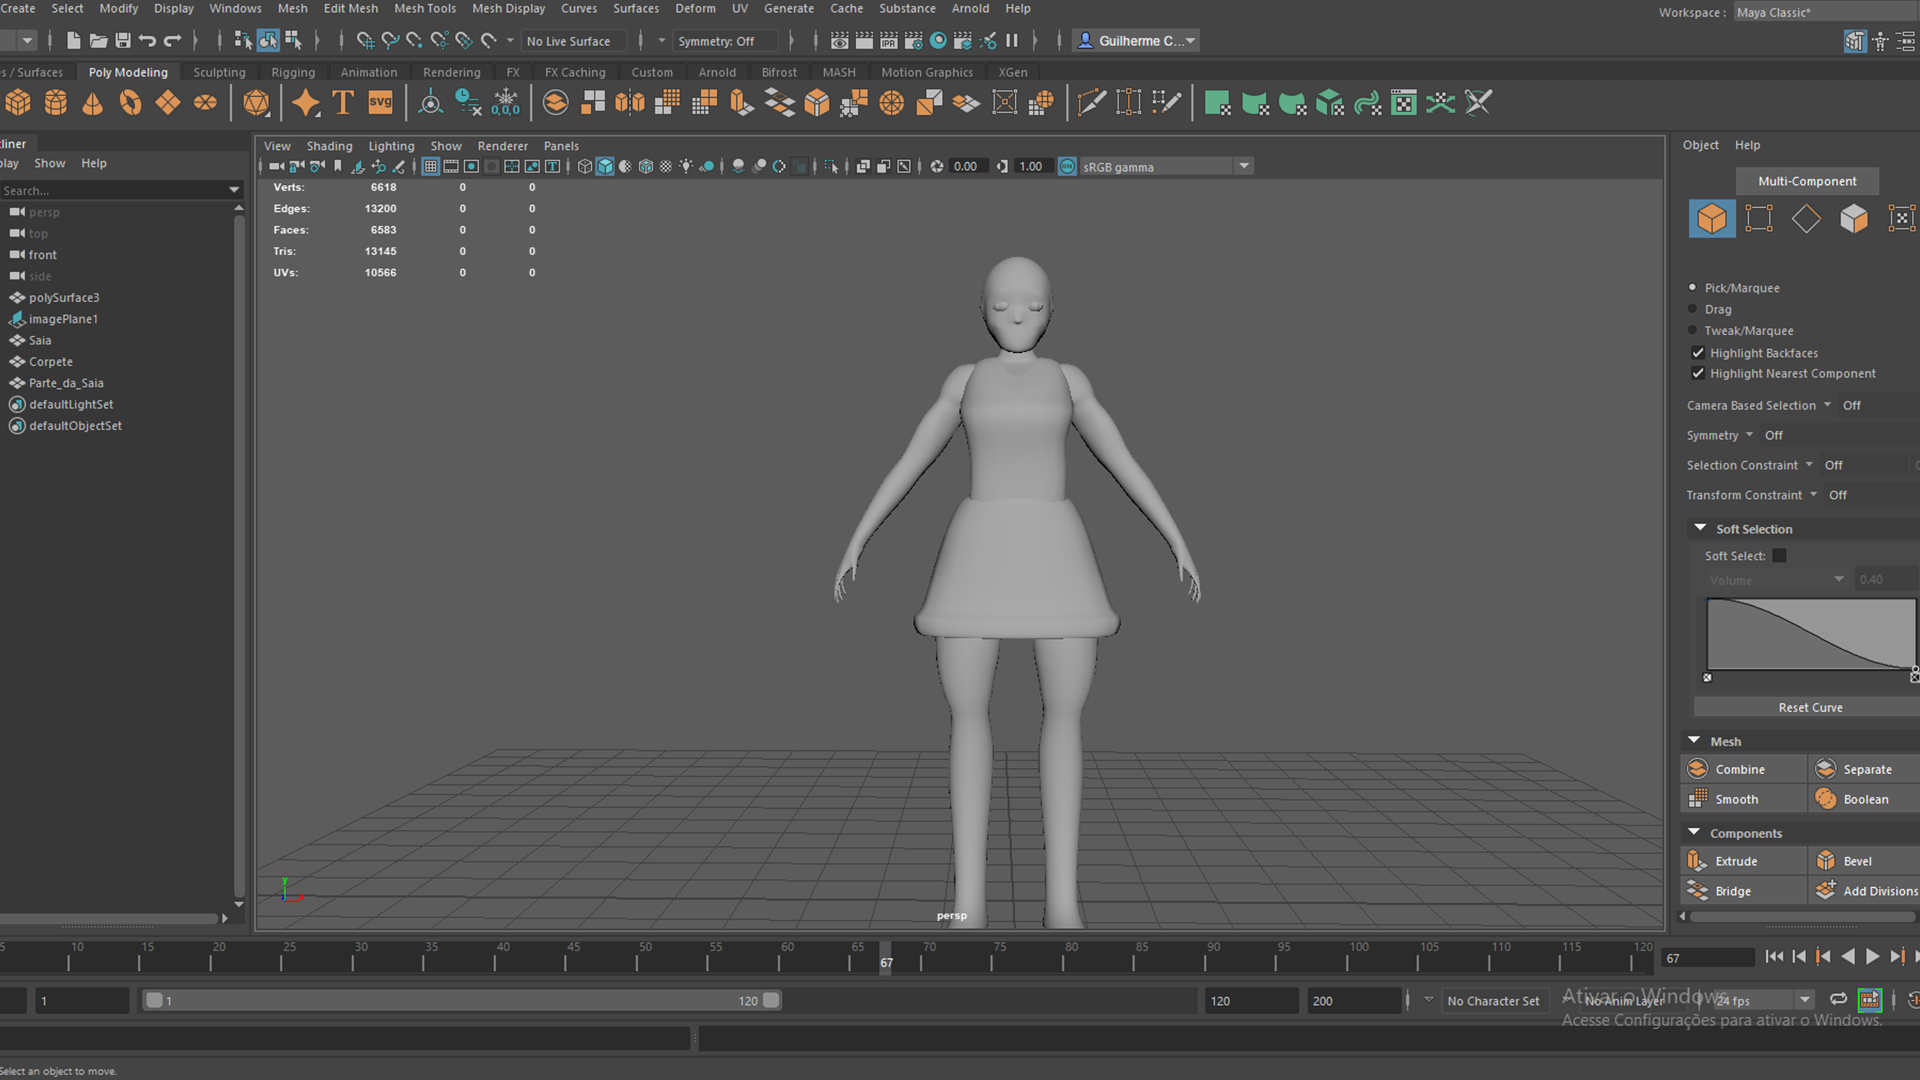 Create Select Modify Display Windows Mesh Edit Mesh Mesh Tools Mesh Display Curves Surfaces Deform UV Generate Cache Substance Arnold Help
Workspace : Maya Classic*
No Live Surface Symmetry: Off Guilherme C...
s / Surfaces Poly Modeling Sculpting Rigging Animation Rendering FX FX Caching Custom Arnold Bifrost MASH Motion Graphics XGen
T svg 0,0,0
liner
play Show Help
Search...
persp
top
front
side
polySurface3
imagePlane1
Saia
Corpete
Parte_da_Saia
defaultLightSet
defaultObjectSet
View Shading Lighting Show Renderer Panels
0.00 1.00 ON sRGB gamma
Verts: 6618 0 0
Edges: 13200 0 0
Faces: 6583 0 0
Tris: 13145 0 0
UVs: 10566 0 0
y
x
persp
Object Help
Multi-Component
Pick/Marquee
Drag
Tweak/Marquee
Highlight Backfaces
Highlight Nearest Component
Camera Based Selection Off
Symmetry Off
Selection Constraint Off
Transform Constraint Off
Soft Selection
Soft Select:
Volume 0.40
Reset Curve
Mesh
Combine Separate
Smooth Boolean
Components
Extrude Bevel
Bridge Add Divisions
5 10 15 20 25 30 35 40 45 50 55 60 65 70 75 80 85 90 95 100 105 110 115 120
67 67
1 1 120 120 200 No Character Set No Anim Layer 24 fps
Ativar o Windows
Acesse Configurações para ativar o Windows.
Select an object to move.